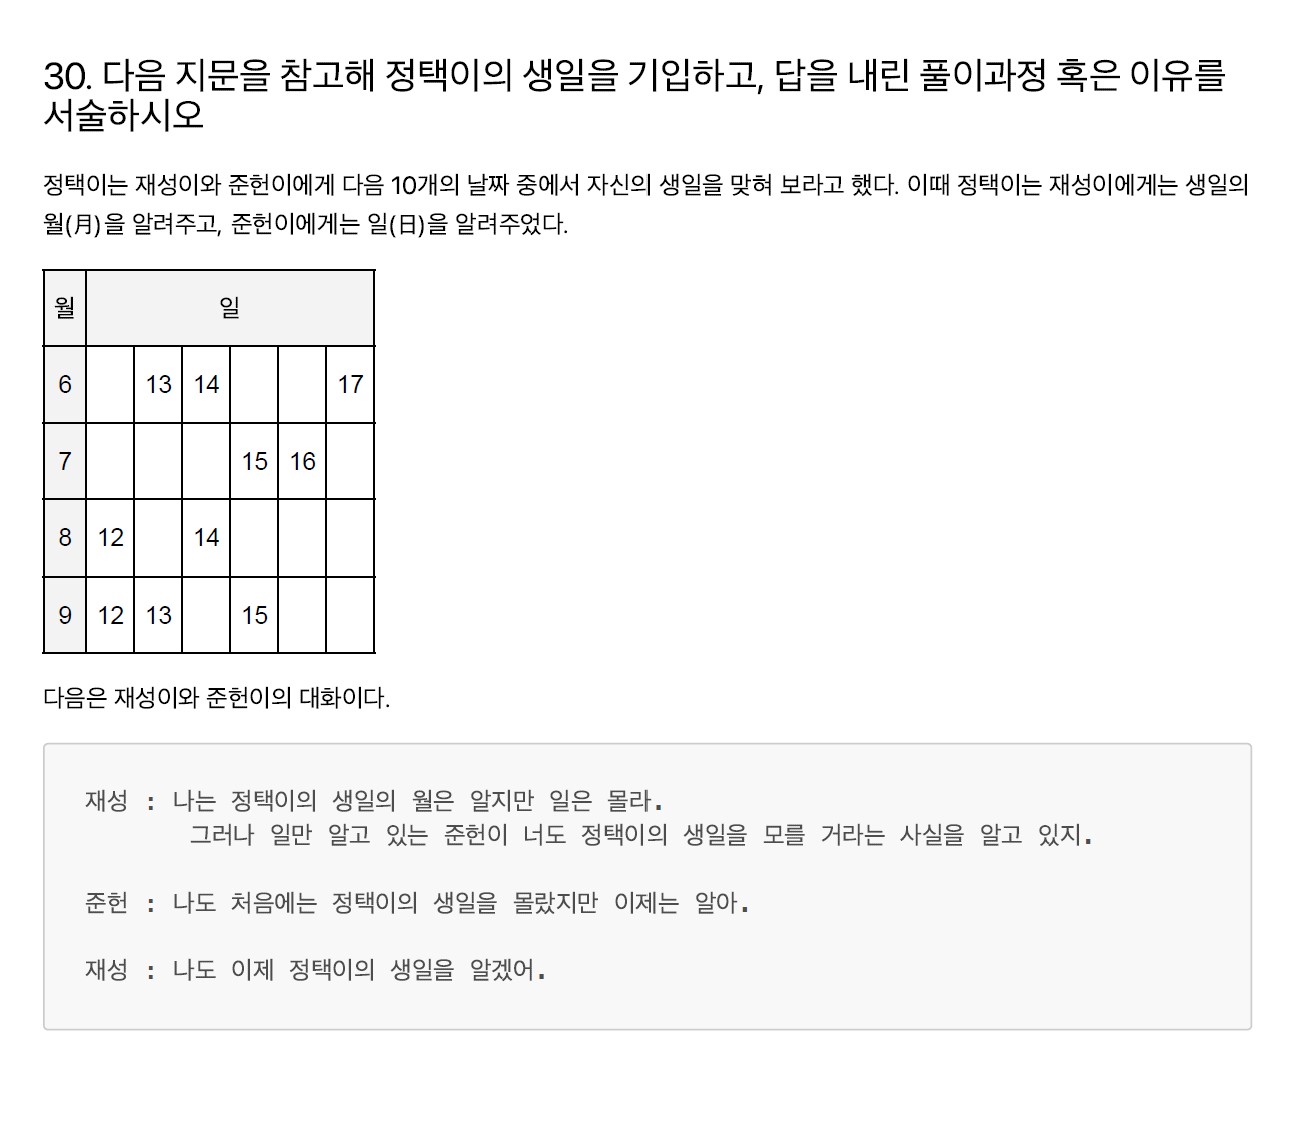 30. 다음 지문을 참고해 정택이의 생일을 기입하고, 답을 내린 풀이과정 혹은 이유를
서술하시오
정택이는 재성이와 준헌이에게 다음 10개의 날짜 중에서 자신의 생일을 맞혀 보라고 했다. 이때 정택이는 재성이에게는 생일의
월(月)을 알려주고, 준헌이에게는 일(日)을 알려주었다.
월 일
6 13 14 17
7 15 16
8 12 14
9 12 13 15
다음은 재성이와 준헌이의 대화이다.
재성 : 나는 정택이의 생일의 월은 알지만 일은 몰라.
그러나 일만 알고 있는 준헌이 너도 정택이의 생일을 모를 거라는 사실을 알고 있지.
준헌 : 나도 처음에는 정택이의 생일을 몰랐지만 이제는 알아.
재성 : 나도 이제 정택이의 생일을 알겠어.